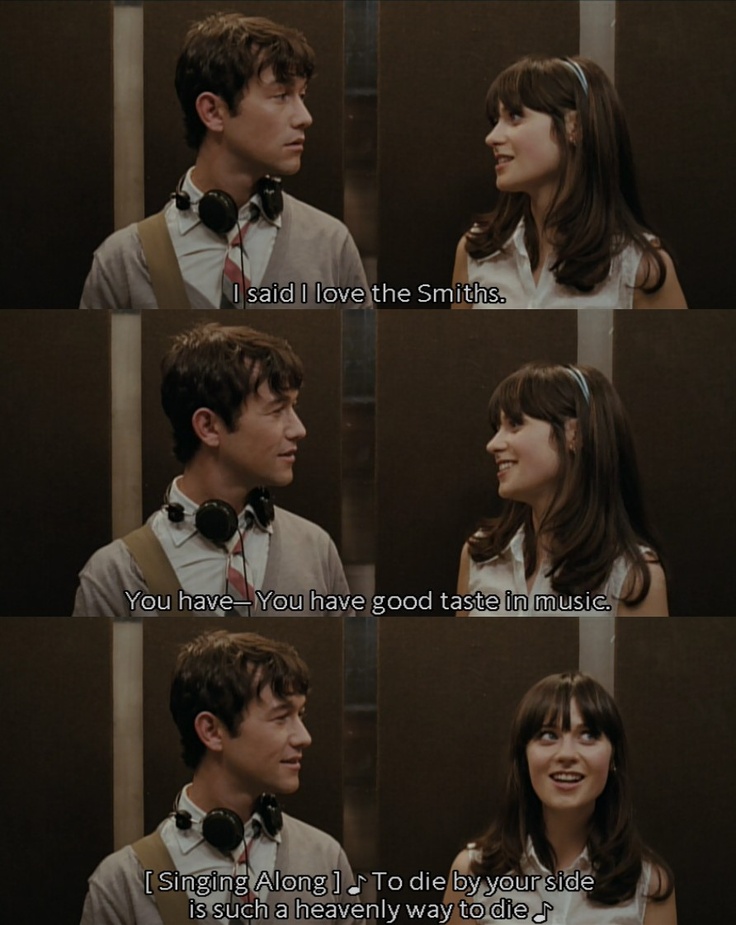 I said I love the Smiths.
You have— You have good taste in music.
[ Singing Along ] ♪ To die by your side
is such a heavenly way to die ♪